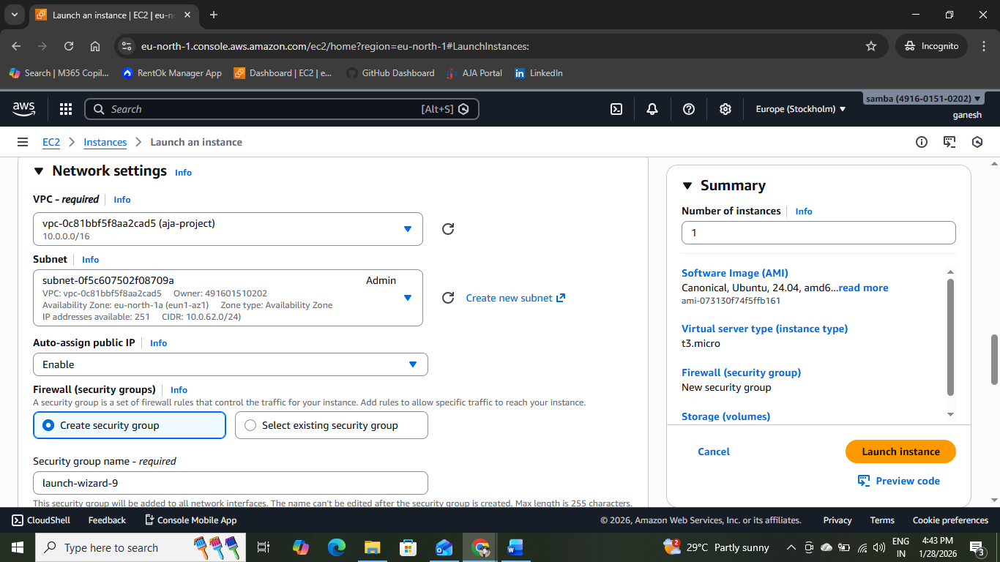 Launch an instance | EC2 | eu-n
eu-north-1.console.aws.amazon.com/ec2/home?region=eu-north-1#LaunchInstances:
Incognito
Search | M365 Copil...
RentOk Manager App
Dashboard | EC2 | e...
GitHub Dashboard
AJA Portal
LinkedIn
aws
Search
[Alt+S]
Europe (Stockholm)
samba (4916-0151-0202)
ganesh
EC2
Instances
Launch an instance
Network settings
Info
VPC - required
Info
vpc-0c81bbf5f8aa2cad5 (aja-project)
10.0.0.0/16
Subnet
Info
subnet-0f5c607502f08709a
Admin
VPC: vpc-0c81bbf5f8aa2cad5 Owner: 491601510202
Availability Zone: eu-north-1a (eun1-az1) Zone type: Availability Zone
IP addresses available: 251 CIDR: 10.0.62.0/24)
Create new subnet
Auto-assign public IP
Info
Enable
Firewall (security groups)
Info
A security group is a set of firewall rules that control the traffic for your instance. Add rules to allow specific traffic to reach your instance.
Create security group
Select existing security group
Security group name - required
launch-wizard-9
This security group will be added to all network interfaces. The name can't be edited after the security group is created. Max length is 255 characters.
Summary
Number of instances
Info
1
Software Image (AMI)
Canonical, Ubuntu, 24.04, amd6...read more
ami-073130f74f5ffb161
Virtual server type (instance type)
t3.micro
Firewall (security group)
New security group
Storage (volumes)
Cancel
Launch instance
Preview code
CloudShell
Feedback
Console Mobile App
© 2026, Amazon Web Services, Inc. or its affiliates.
Privacy
Terms
Cookie preferences
Type here to search
2
29°C Partly sunny
ENG
IN
4:43 PM
1/28/2026
3